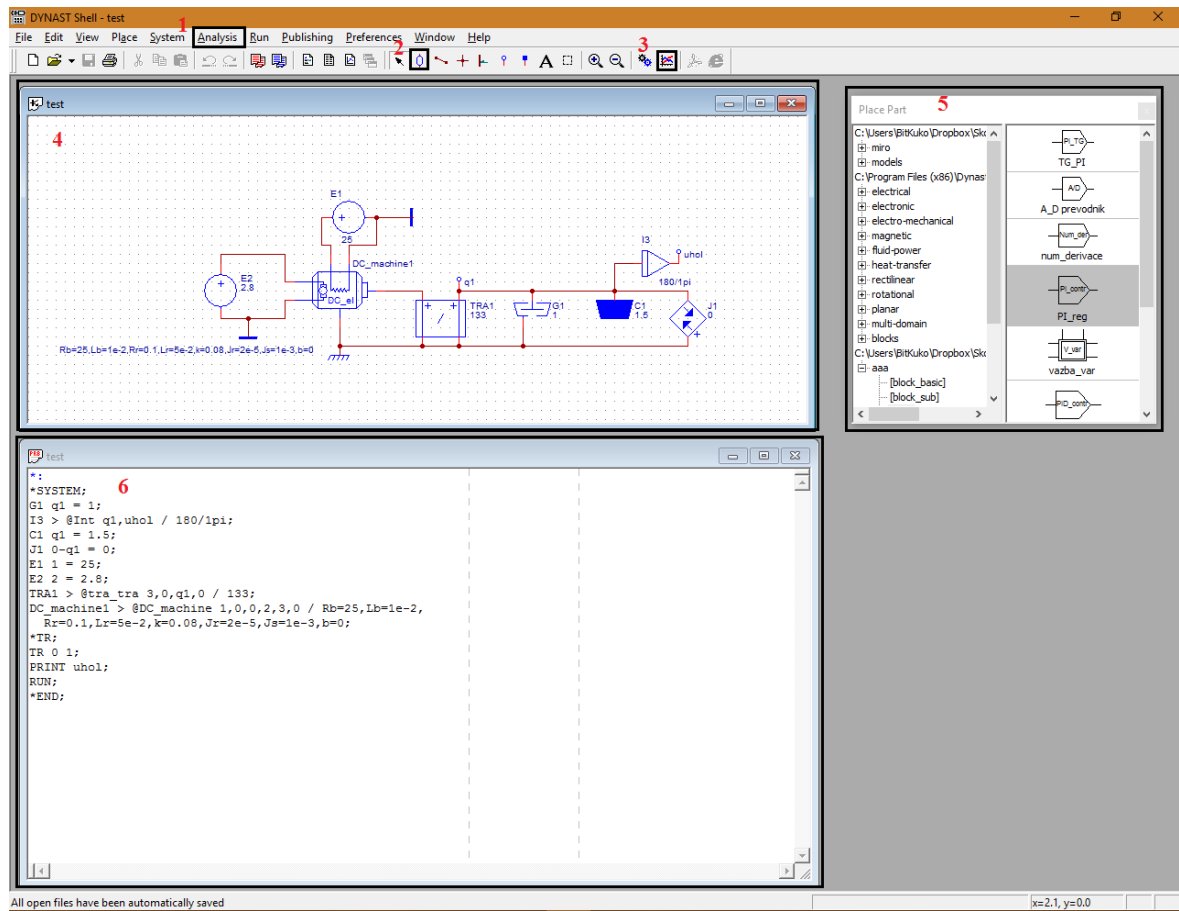 DYNAST Shell - test
1
File Edit View Place System Analysis Run Publishing Preferences Window Help
2
3
A
test
4
E1
+
25
DC_machine1
E2
2.8
+
DC_el
q1
+ +
/
TRA1
133
G1
1
I3
uhol
180/1pi
C1
1.5
J1
0
+
Rb=25,Lb=1e-2,Rr=0.1,Lr=5e-2,k=0.08,Jr=2e-5,Js=1e-3,b=0
Place Part
5
C:\Users\BitKuko\Dropbox\Skc
miro
models
C:\Program Files (x86)\Dynas
electrical
electronic
electro-mechanical
magnetic
fluid-power
heat-transfer
rectilinear
rotational
planar
multi-domain
blocks
C:\Users\BitKuko\Dropbox\Skc
aaa
[block_basic]
[block_sub]
PI_TG
TG_PI
A/D
A_D prevodnik
Num_der
num_derivace
PI_contr
PI_reg
V_var
vazba_var
PID_contr
test
6
*:
*SYSTEM;
G1 q1 = 1;
I3 > @Int q1,uhol / 180/1pi;
C1 q1 = 1.5;
J1 0-q1 = 0;
E1 1 = 25;
E2 2 = 2.8;
TRA1 > @tra_tra 3,0,q1,0 / 133;
DC_machine1 > @DC_machine 1,0,0,2,3,0 / Rb=25,Lb=1e-2,
Rr=0.1,Lr=5e-2,k=0.08,Jr=2e-5,Js=1e-3,b=0;
*TR;
TR 0 1;
PRINT uhol;
RUN;
*END;
All open files have been automatically saved
x=2.1, y=0.0